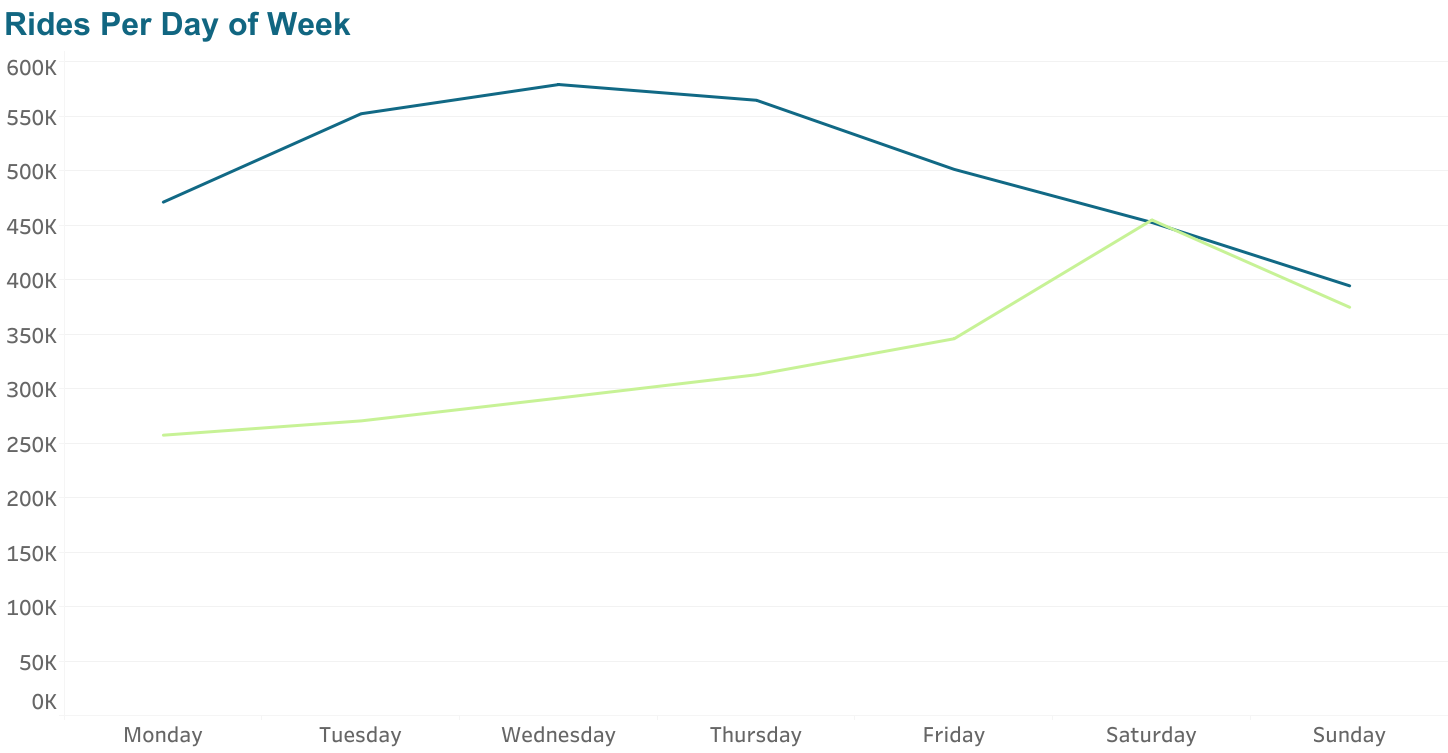 Rides Per Day of Week
600K
550K
500K
450K
400K
350K
300K
250K
200K
150K
100K
50K
0K
Monday Tuesday Wednesday Thursday Friday Saturday Sunday